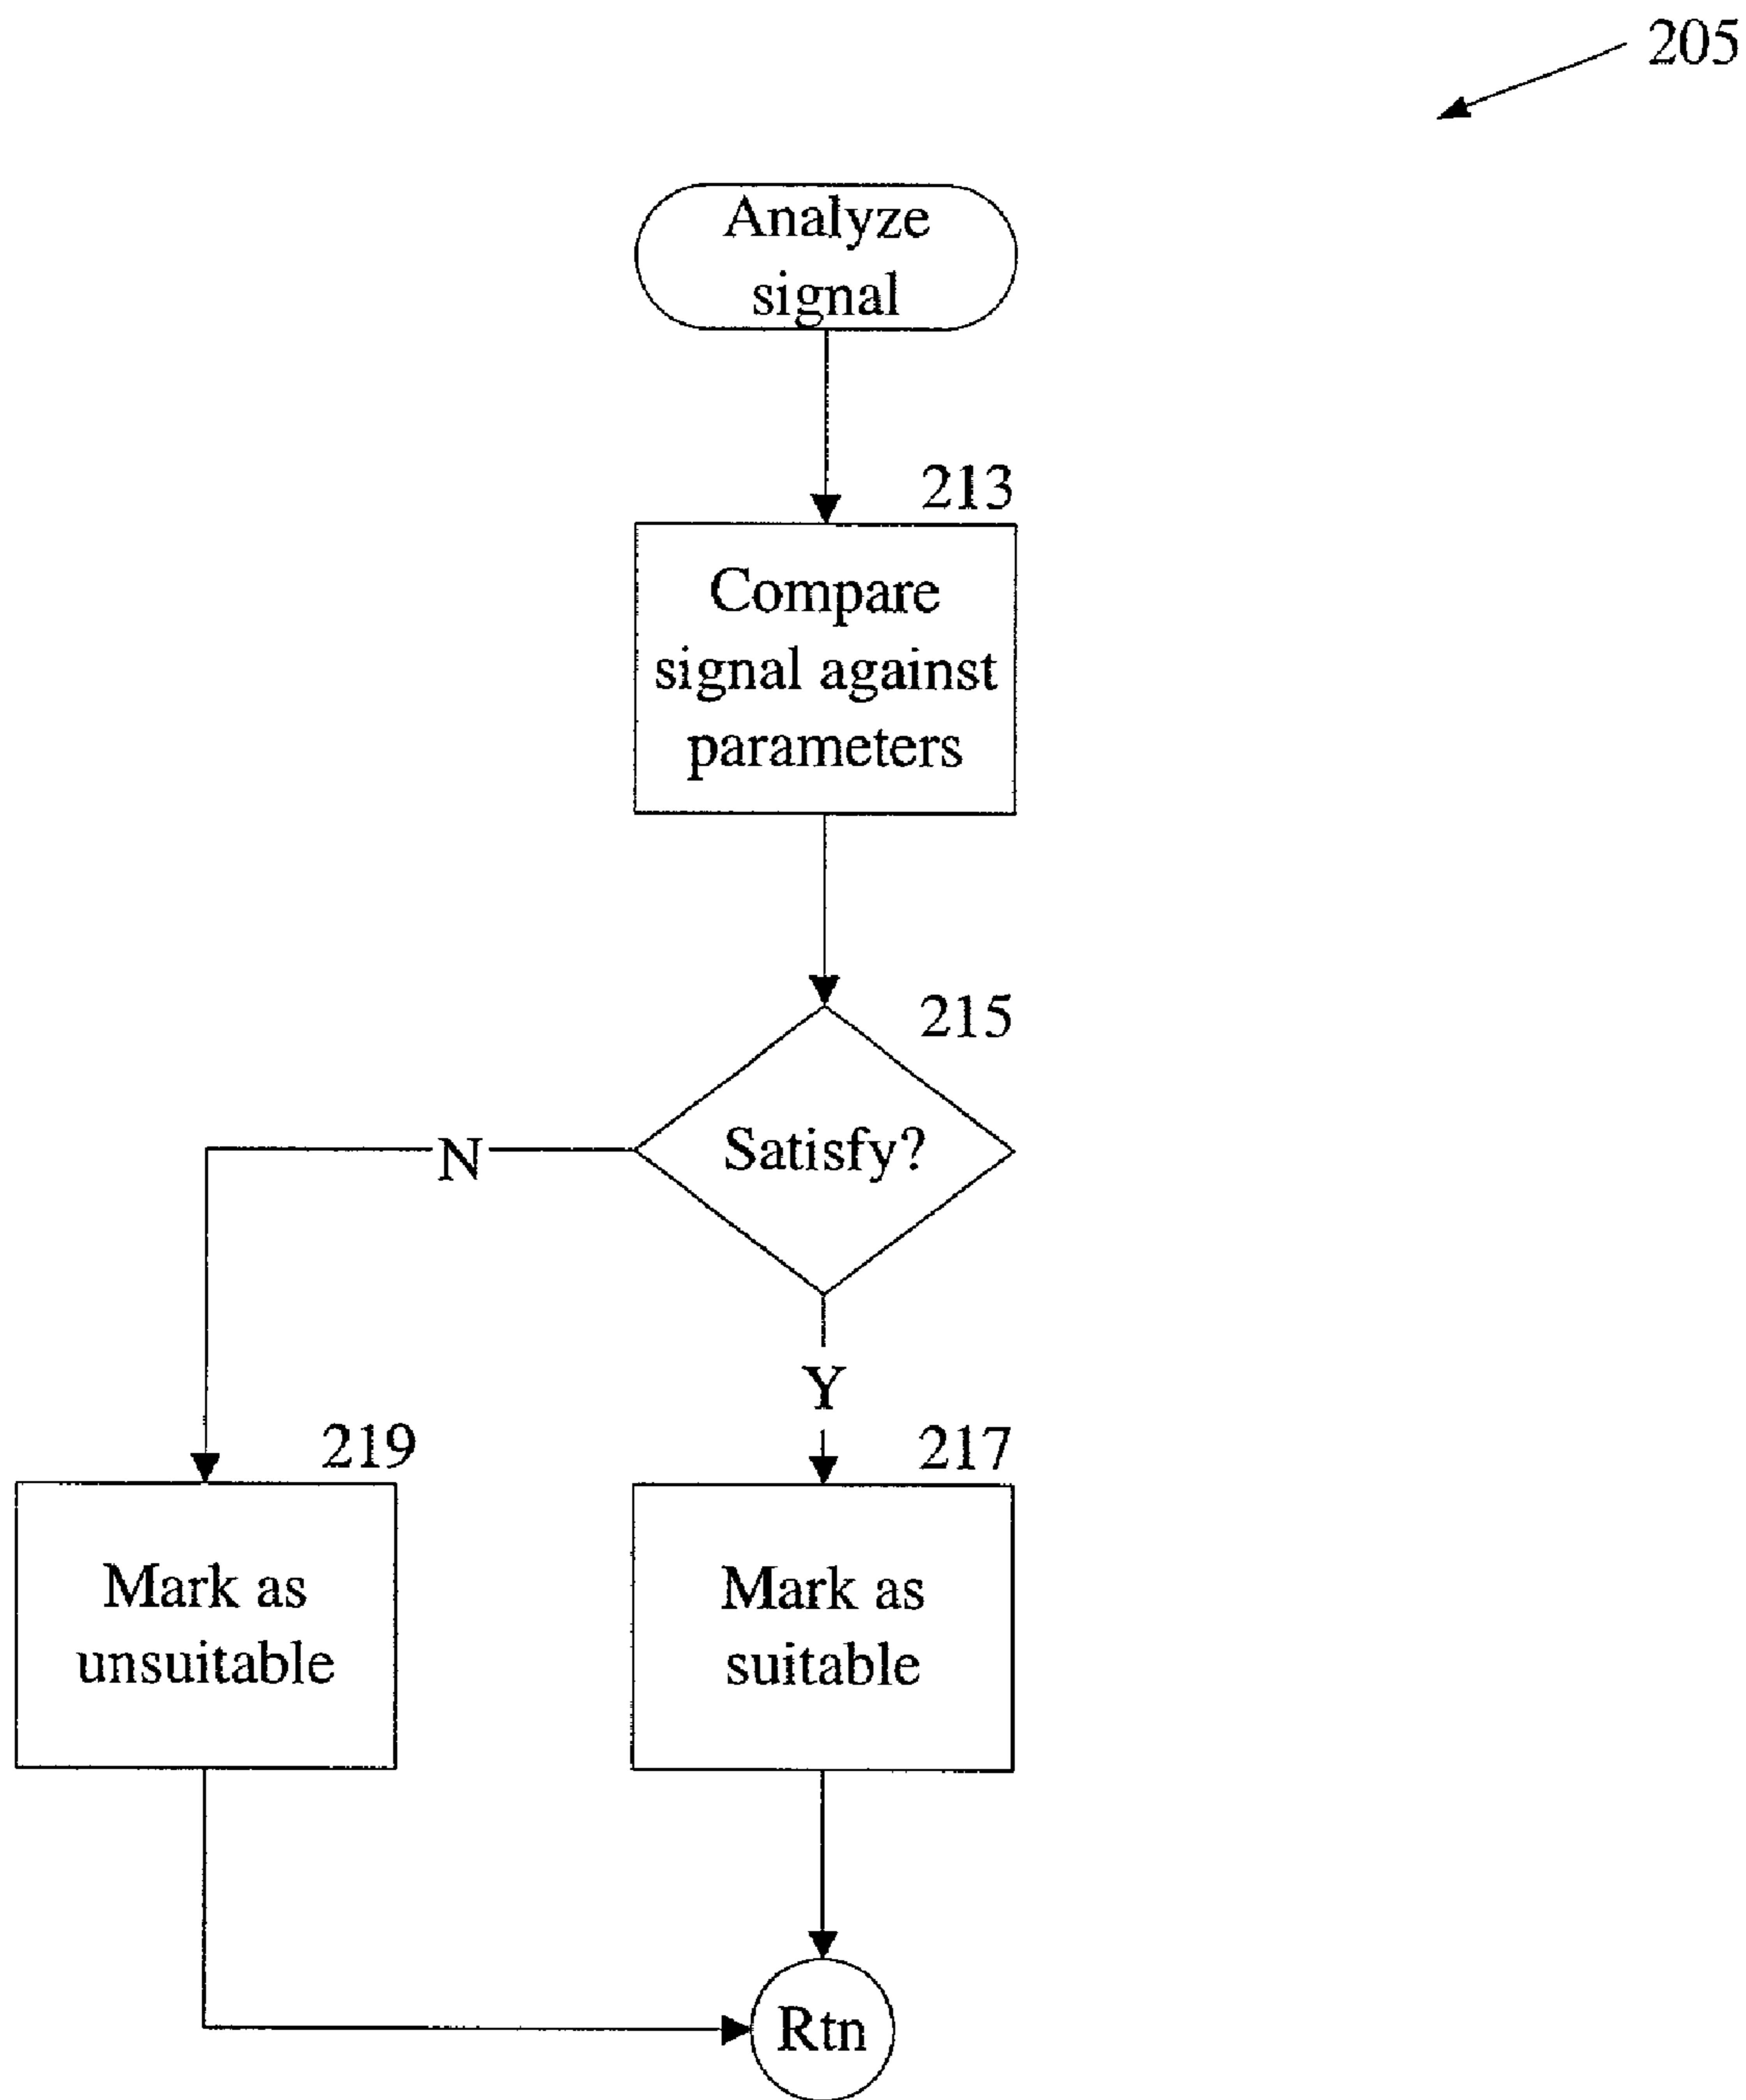 205
Analyze
signal
213
Compare
signal against
parameters
215
Satisfy?
N
Y
219
217
Mark as
unsuitable
Mark as
suitable
Rtn